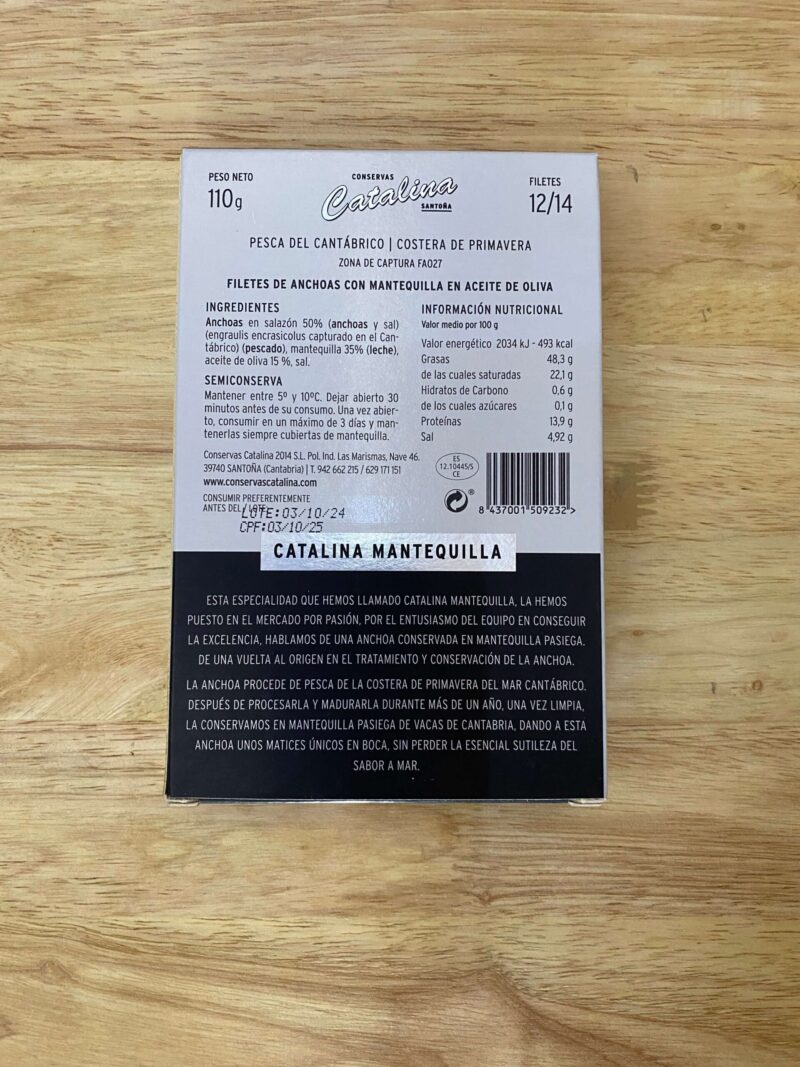 PESO NETO
110g
CONSERVAS
Catalina
SANTOÑA
FILETES
12/14
PESCA DEL CANTÁBRICO | COSTERA DE PRIMAVERA
ZONA DE CAPTURA FAO27
FILETES DE ANCHOAS CON MANTEQUILLA EN ACEITE DE OLIVA
INGREDIENTES
Anchoas en salazón 50% (anchoas y sal)
(engraulis encrasicolus capturado en el Can-
tábrico) (pescado), mantequilla 35% (leche),
aceite de oliva 15 %, sal.
SEMICONSERVA
Mantener entre 5º y 10ºC. Dejar abierto 30
minutos antes de su consumo. Una vez abier-
to, consumir en un máximo de 3 días y man-
tenerlas siempre cubiertas de mantequilla.
INFORMACIÓN NUTRICIONAL
Valor medio por 100 g
Valor energético 2034 kJ - 493 kcal
Grasas 48,3 g
de las cuales saturadas 22,1 g
Hidratos de Carbono 0,6 g
de los cuales azúcares 0,1 g
Proteínas 13,9 g
Sal 4,92 g
Conservas Catalina 2014 S.L. Pol. Ind. Las Marismas, Nave 46.
39740 SANTOÑA (Cantabria) | T. 942 662 215 / 629 171 151
www.conservascatalina.com
ES
12.10445/S
CE
®
8 437001 509232 >
CONSUMIR PREFERENTEMENTE
ANTES DEL / LOTE:
LOTE:03/10/24
CPF:03/10/25
CATALINA MANTEQUILLA
ESTA ESPECIALIDAD QUE HEMOS LLAMADO CATALINA MANTEQUILLA, LA HEMOS
PUESTO EN EL MERCADO POR PASIÓN, POR EL ENTUSIASMO DEL EQUIPO EN CONSEGUIR
LA EXCELENCIA, HABLAMOS DE UNA ANCHOA CONSERVADA EN MANTEQUILLA PASIEGA.
DE UNA VUELTA AL ORIGEN EN EL TRATAMIENTO Y CONSERVACIÓN DE LA ANCHOA.
LA ANCHOA PROCEDE DE PESCA DE LA COSTERA DE PRIMAVERA DEL MAR CANTÁBRICO.
DESPUÉS DE PROCESARLA Y MADURARLA DURANTE MÁS DE UN AÑO, UNA VEZ LIMPIA,
LA CONSERVAMOS EN MANTEQUILLA PASIEGA DE VACAS DE CANTABRIA, DANDO A ESTA
ANCHOA UNOS MATICES ÚNICOS EN BOCA, SIN PERDER LA ESENCIAL SUTILEZA DEL
SABOR A MAR.